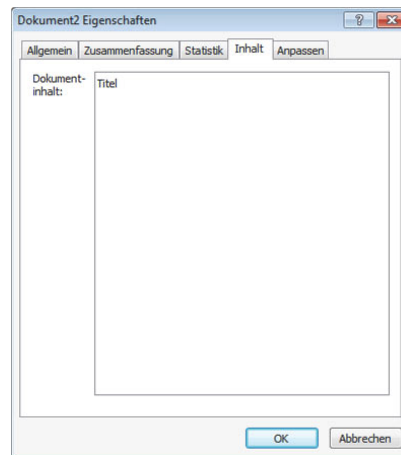 Dokument2 Eigenschaften
Allgemein Zusammenfassung Statistik Inhalt Anpassen
Dokument-
inhalt:
Titel
OK Abbrechen